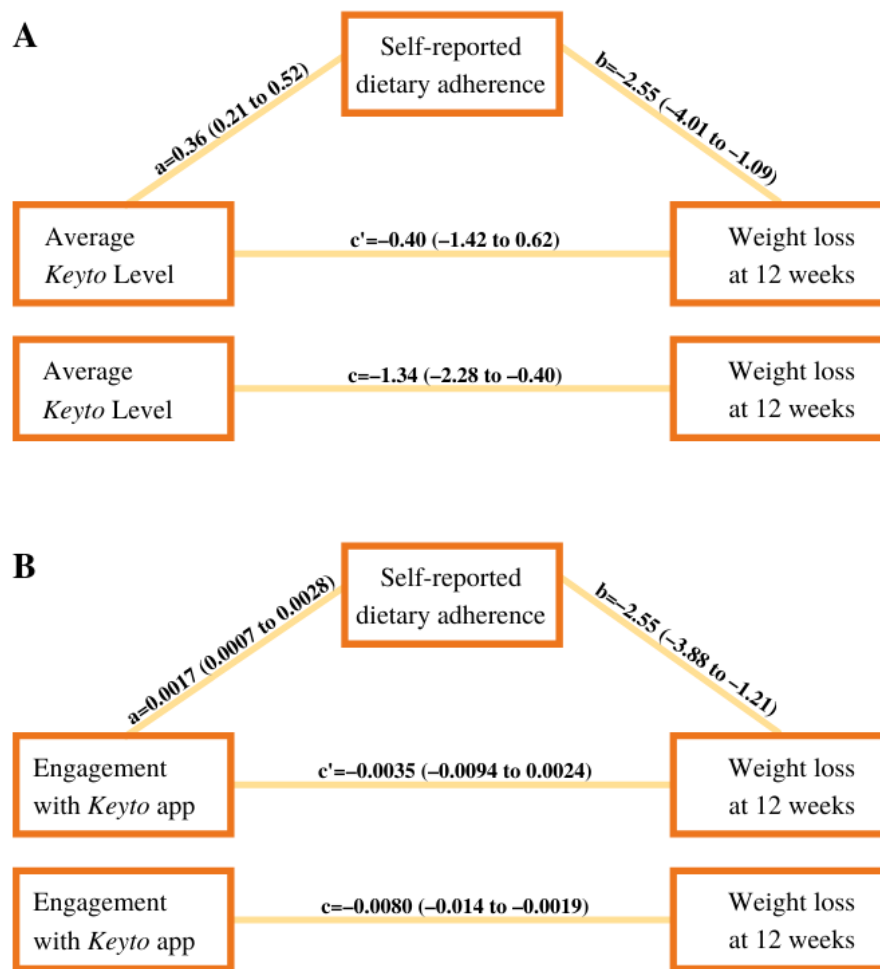 A
Self-reported
dietary adherence
a=0.36 (0.21 to 0.52)
b=–2.55 (–4.01 to –1.09)
Average
Keyto Level
c'=–0.40 (–1.42 to 0.62)
Weight loss
at 12 weeks
Average
Keyto Level
c=–1.34 (–2.28 to –0.40)
Weight loss
at 12 weeks
B
Self-reported
dietary adherence
a=0.0017 (0.0007 to 0.0028)
b=–2.55 (–3.88 to –1.21)
Engagement
with Keyto app
c'=–0.0035 (–0.0094 to 0.0024)
Weight loss
at 12 weeks
Engagement
with Keyto app
c=–0.0080 (–0.014 to –0.0019)
Weight loss
at 12 weeks